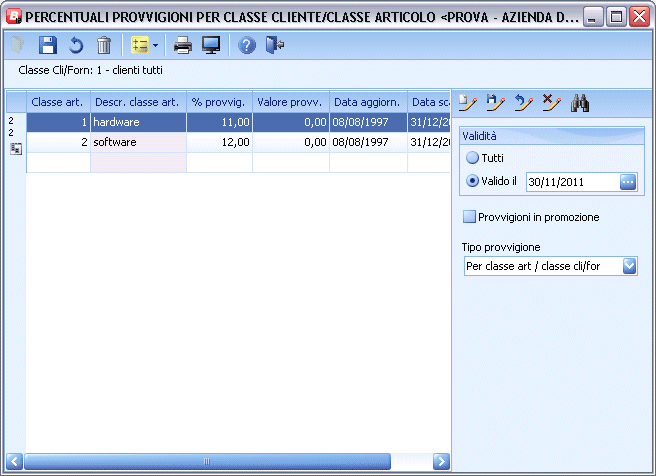 PERCENTUALI PROVVIGIONI PER CLASSE CLIENTE/CLASSE ARTICOLO <PROVA - AZIENDA D...
Classe Cli/Forn: 1 - clienti tutti
Classe art. Descr. classe art. % provvig. Valore provv. Data aggiorn. Data sc
2 1 hardware 11,00 0,00 08/08/1997 31/12/2
2 2 software 12,00 0,00 08/08/1997 31/12/2
Validità
Tutti
Valido il 30/11/2011
Provvigioni in promozione
Tipo provvigione
Per classe art / classe cli/for